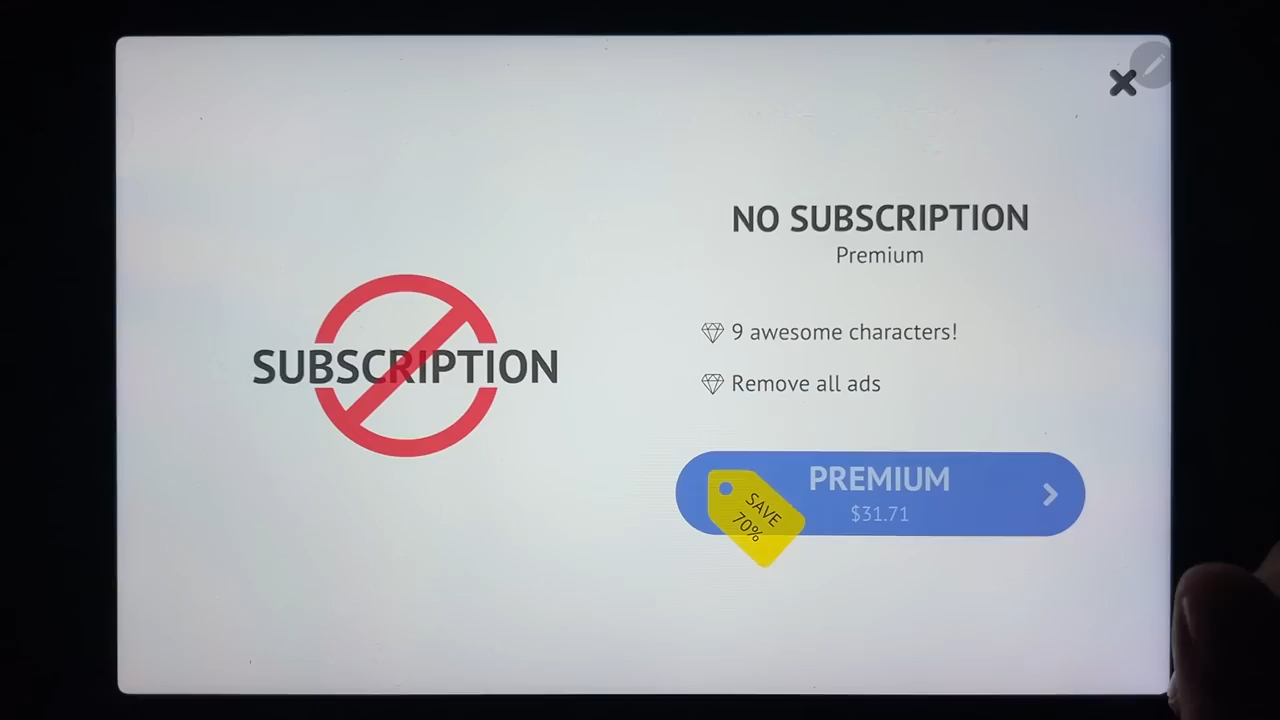 SUBSCRIPTION
NO SUBSCRIPTION
Premium
9 awesome characters!
Remove all ads
PREMIUM
$31.71
SAVE
70%